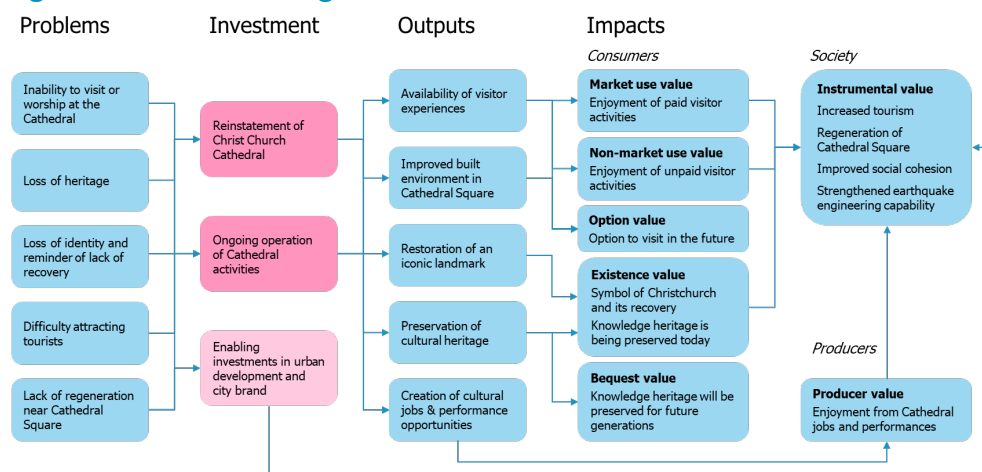 Problems
Investment
Outputs
Impacts
Consumers
Society
Inability to visit or
worship at the
Cathedral
Loss of heritage
Loss of identity and
reminder of lack of
recovery
Difficulty attracting
tourists
Lack of regeneration
near Cathedral
Square
Reinstatement of
Christ Church
Cathedral
Ongoing operation
of Cathedral
activities
Enabling
investments in urban
development and
city brand
Availability of visitor
experiences
Improved built
environment in
Cathedral Square
Restoration of an
iconic landmark
Preservation of
cultural heritage
Creation of cultural
jobs & performance
opportunities
Market use value
Enjoyment of paid visitor
activities
Non-market use value
Enjoyment of unpaid visitor
activities
Option value
Option to visit in the future
Existence value
Symbol of Christchurch
and its recovery
Knowledge heritage is
being preserved today
Bequest value
Knowledge heritage will be
preserved for future
generations
Instrumental value
Increased tourism
Regeneration of
Cathedral Square
Improved social cohesion
Strengthened earthquake
engineering capability
Producers
Producer value
Enjoyment from Cathedral
jobs and performances